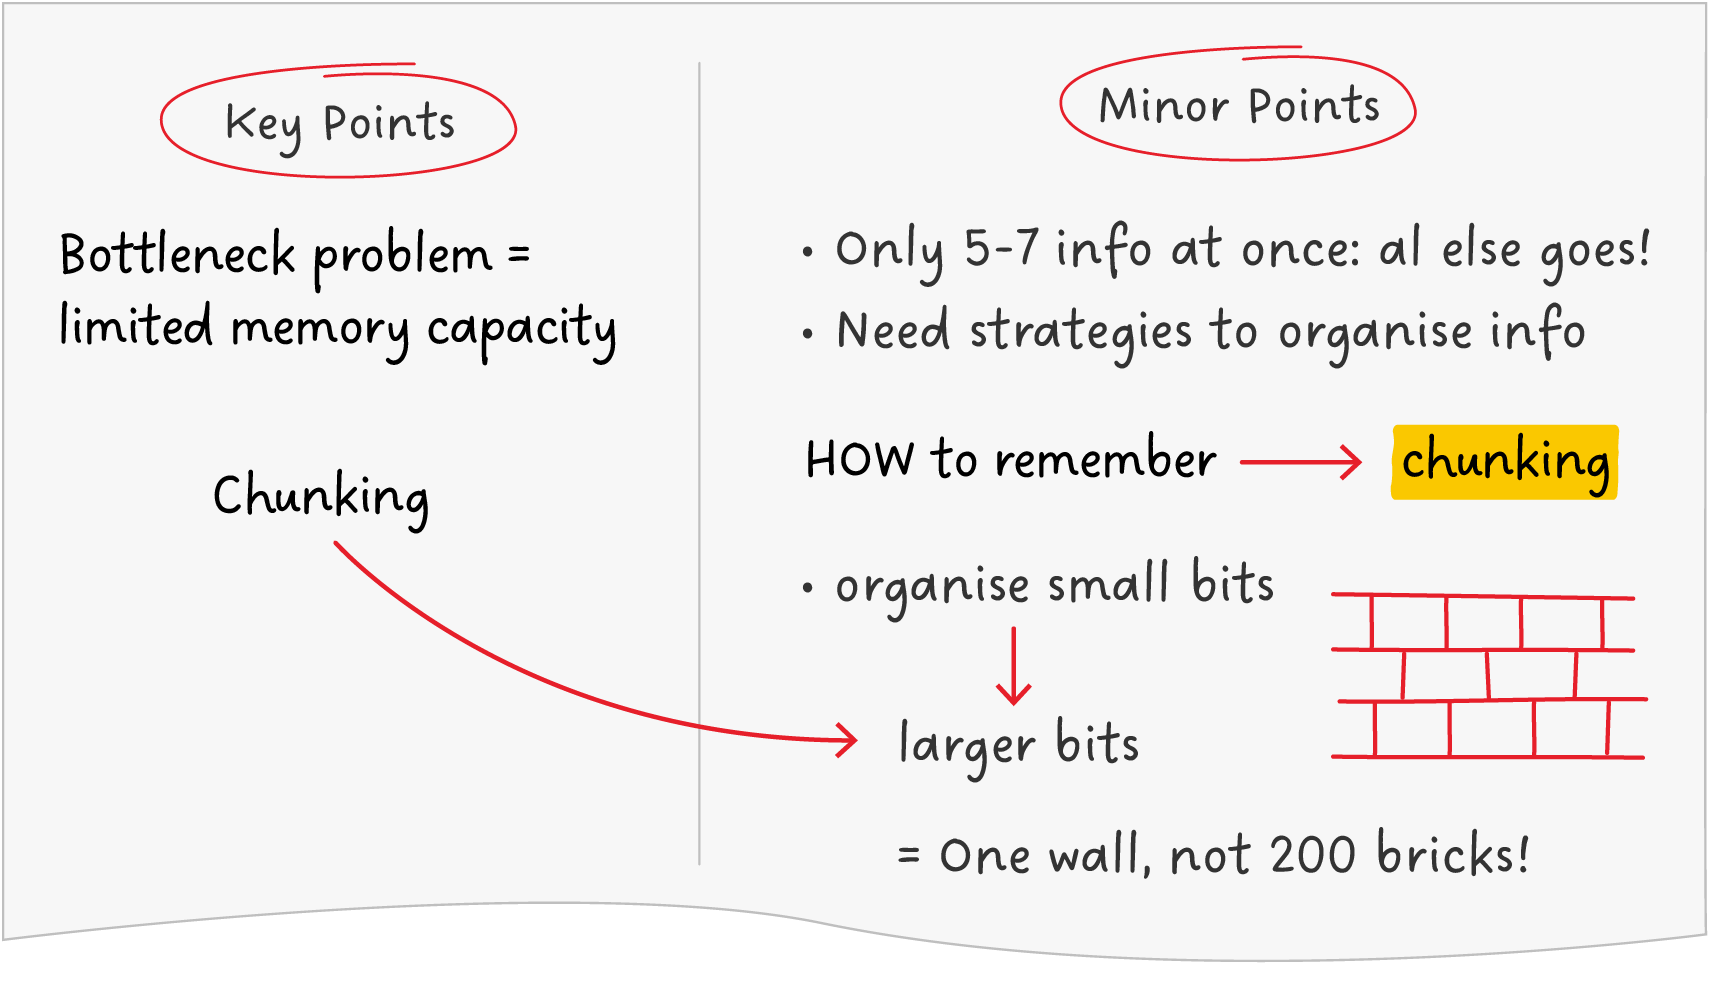 Key Points
Bottleneck problem =
limited memory capacity
Chunking
Minor Points
• Only 5-7 info at once: al else goes!
• Need strategies to organise info
HOW to remember → chunking
• organise small bits
larger bits
= One wall, not 200 bricks!